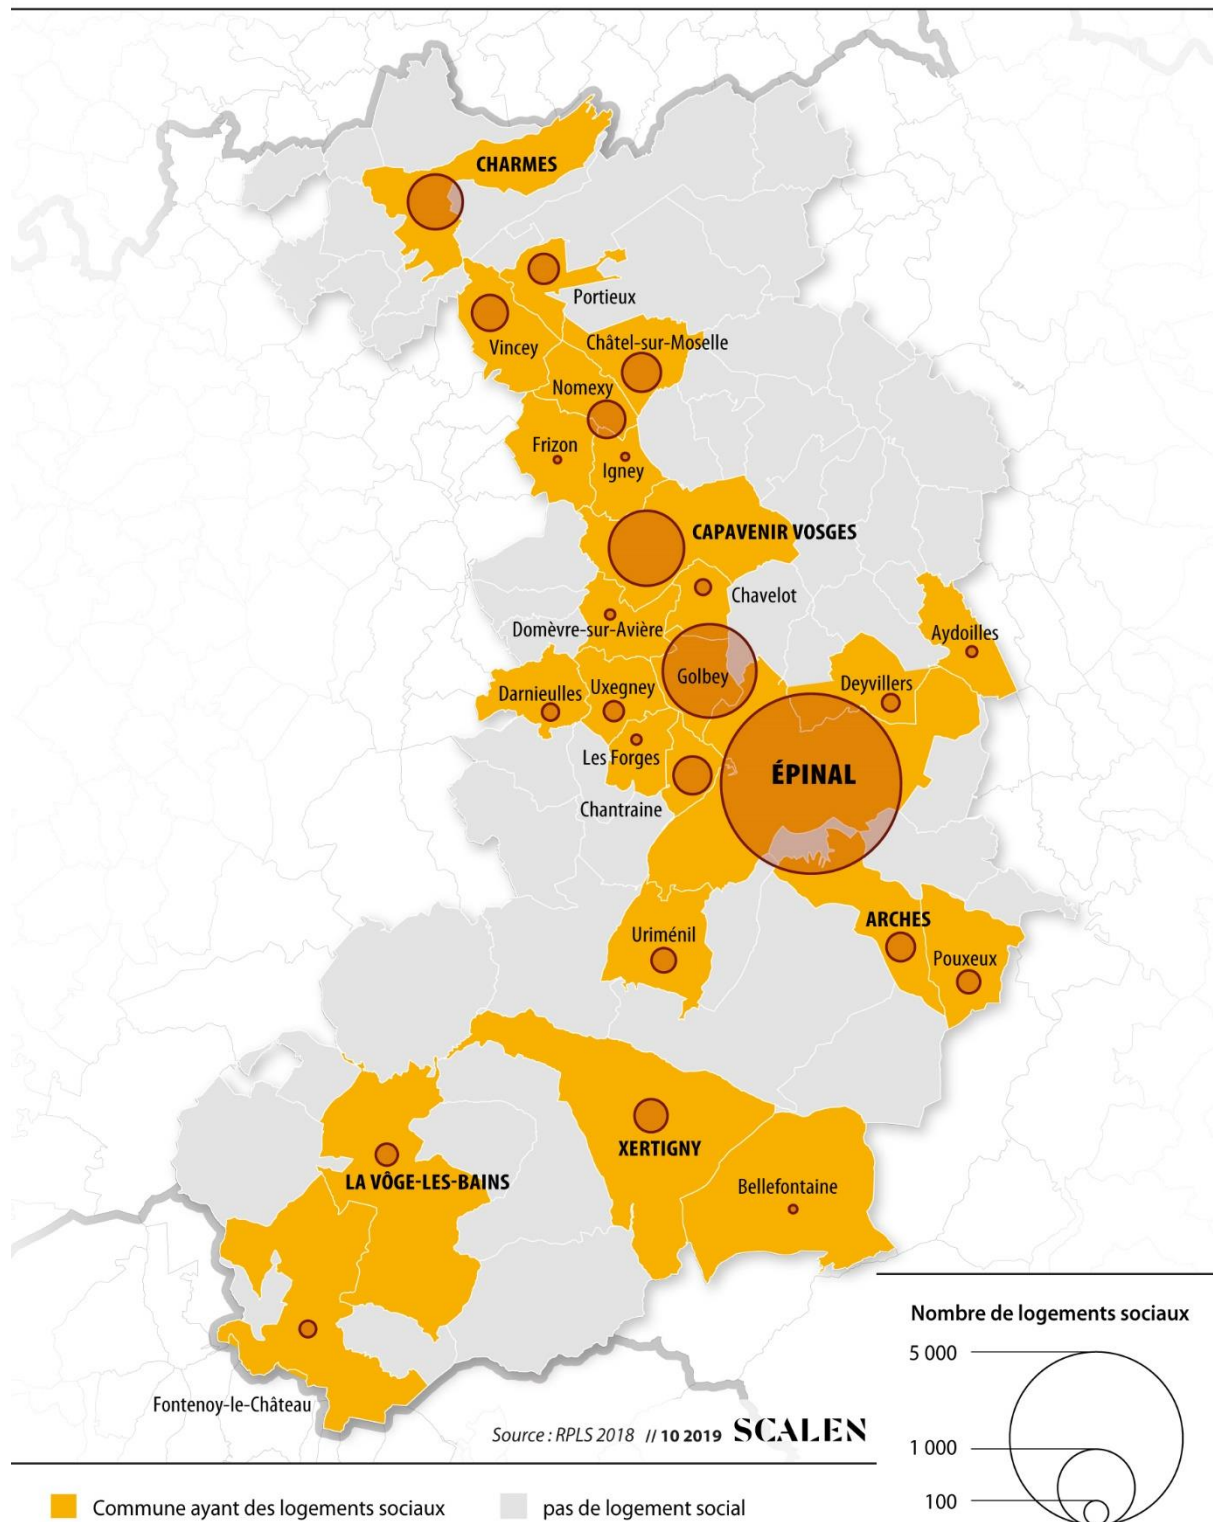 CHARMES
Portieux
Vincey
Châtel-sur-Moselle
Nomexy
Frizon
Igney
CAPAVENIR VOSGES
Chavelot
Domèvre-sur-Avière
Aydoilles
Golbey
Deyvillers
Darnieulles
Uxegney
Les Forges
ÉPINAL
Chantraine
ARCHES
Uriménil
Pouxeux
XERTIGNY
LA VÔGE-LES-BAINS
Bellefontaine
Fontenoy-le-Château
Source : RPLS 2018 // 10 2019 SCALEN
Nombre de logements sociaux
5 000
1 000
100
Commune ayant des logements sociaux
pas de logement social